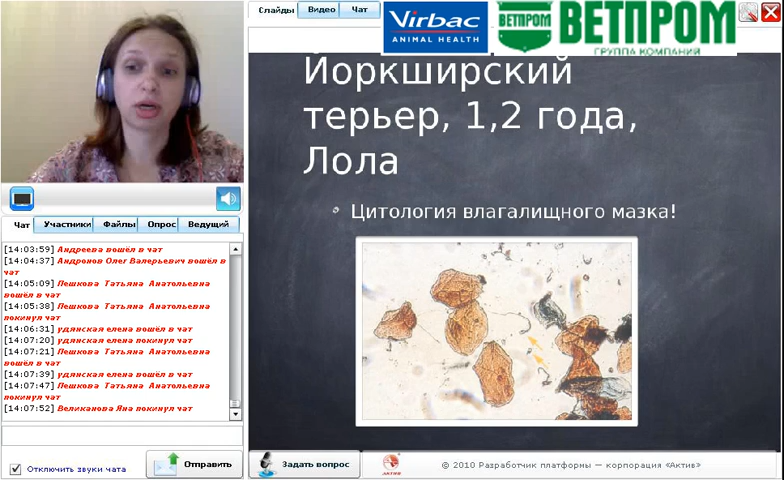 Слайды Видео Чат
Virbac
ANIMAL HEALTH
ВЕТПРОМ
ВЕТПРОМ
ГРУППА КОМПАНИЙ
Йоркширский
терьер, 1,2 года,
Лола
Цитология влагалищного мазка!
Чат Участники Файлы Опрос Ведущий
[14:03:59] Андреева вошёл в чат
[14:04:37] Андронов Олег Валерьевич вошёл в
чат
[14:05:09] Пешкова Татьяна Анатольевна
вошёл в чат
[14:05:38] Пешкова Татьяна Анатольевна
покинул чат
[14:06:31] удянская елена вошёл в чат
[14:07:20] удянская елена покинул чат
[14:07:21] Пешкова Татьяна Анатольевна
вошёл в чат
[14:07:39] удянская елена вошёл в чат
[14:07:47] Пешкова Татьяна Анатольевна
покинул чат
[14:07:52] Великанова Яна покинул чат
Отключить звуки чата
Отправить
Задать вопрос
АКТИВ
© 2010 Разработчик платформы — корпорация «Актив»